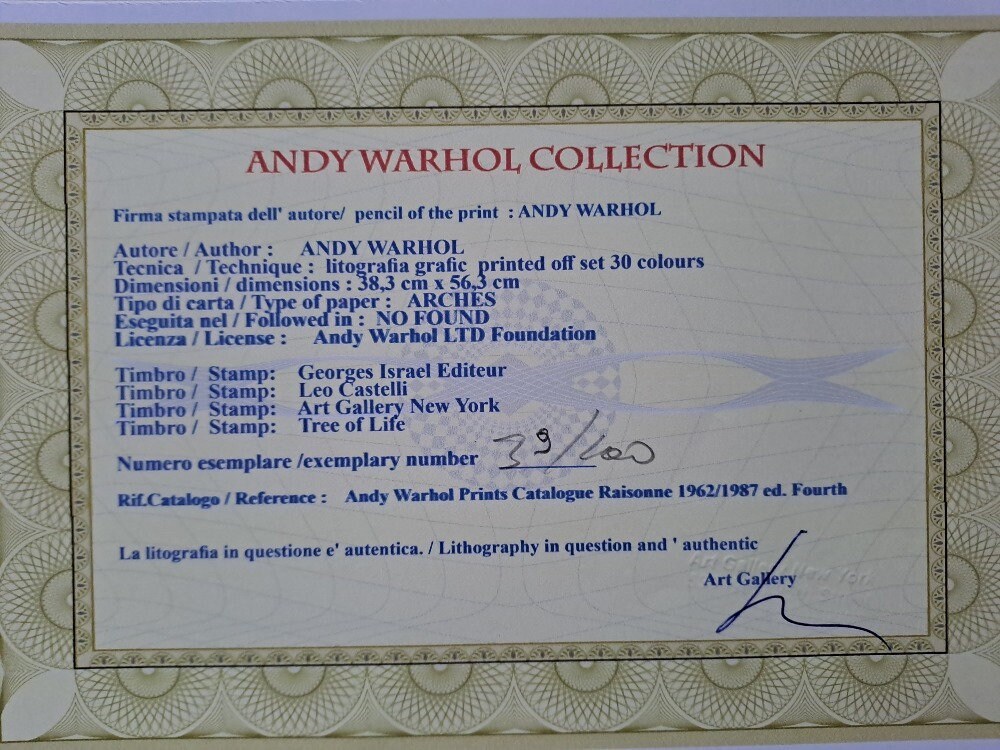 ANDY WARHOL COLLECTION
Firma stampata dell' autore/ pencil of the print : ANDY WARHOL
Autore / Author : ANDY WARHOL
Tecnica / Technique : litografia grafic printed off set 30 colours
Dimensioni / dimensions : 38,3 cm x 56,3 cm
Tipo di carta / Type of paper : ARCHES
Eseguita nel / Followed in : NO FOUND
Licenza / License : Andy Warhol LTD Foundation
Timbro / Stamp: Georges Israel Editeur
Timbro / Stamp: Leo Castelli
Timbro / Stamp: Art Gallery New York
Timbro / Stamp: Tree of Life
Numero esemplare /exemplary number 39/100
Rif.Catalogo / Reference : Andy Warhol Prints Catalogue Raisonne 1962/1987 ed. Fourth
La litografia in questione e' autentica. / Lithography in question and ' authentic
Art Gallery New York
Art Gallery